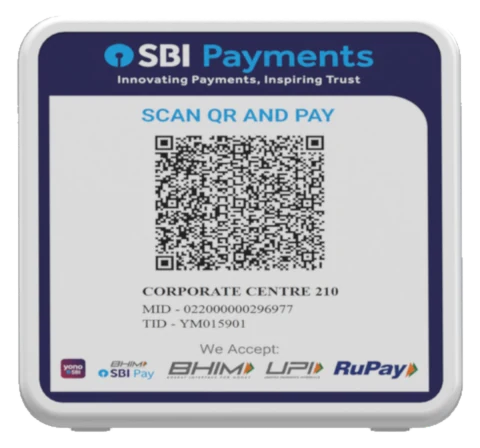 SBI Payments
Innovating Payments, Inspiring Trust
SCAN QR AND PAY
CORPORATE CENTRE 210
MID - 022000000296977
TID - YM015901
We Accept:
yono SBI BHIM SBI Pay BHIM UPI RuPay